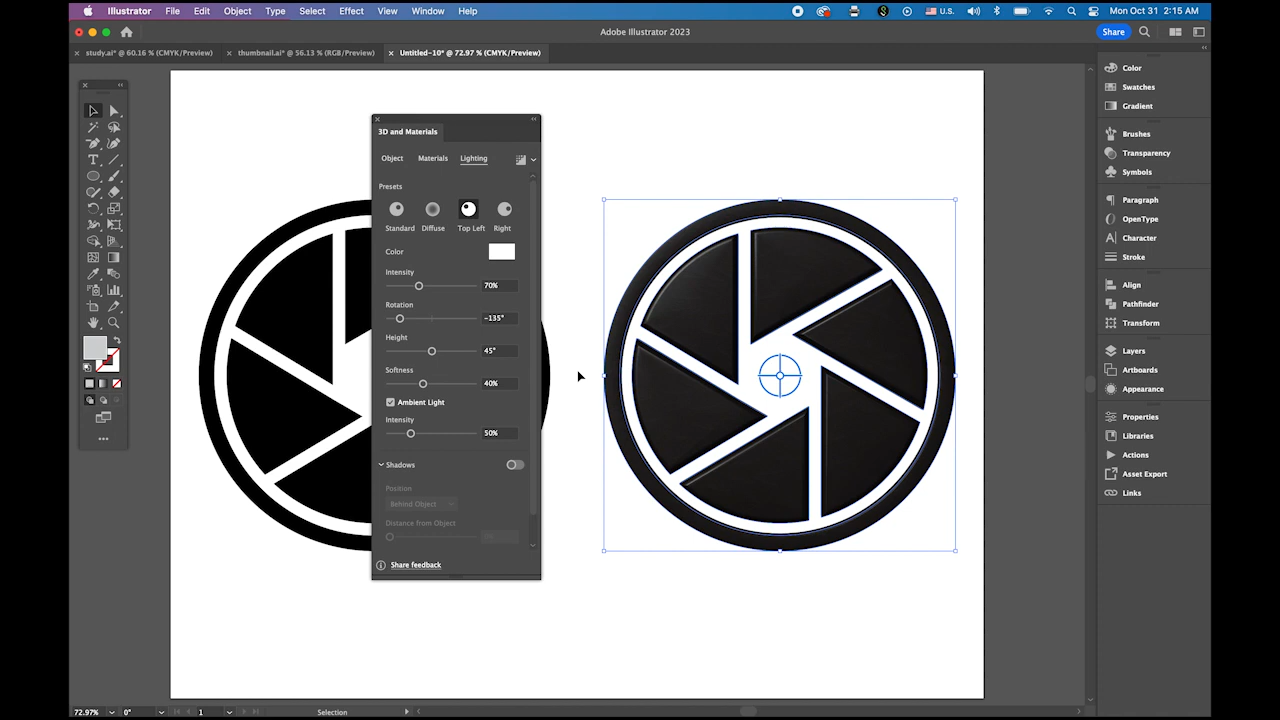 Illustrator File Edit Object Type Select Effect View Window Help U.S. Mon Oct 31 2:15 AM
Adobe Illustrator 2023 Share
study.ai* @ 60.16 % (CMYK/Preview) thumbnail.ai* @ 56.13 % (RGB/Preview) Untitled-10* @ 72.97 % (CMYK/Preview)
3D and Materials
Object Materials Lighting
Presets
Standard Diffuse Top Left Right
Color
Intensity
70%
Rotation
-135°
Height
45°
Softness
40%
Ambient Light
Intensity
50%
Shadows
Position
Behind Object
Distance from Object
Share feedback
Color
Swatches
Gradient
Brushes
Transparency
Symbols
Paragraph
OpenType
Character
Stroke
Align
Pathfinder
Transform
Layers
Artboards
Appearance
Properties
Libraries
Actions
Asset Export
Links
72.97% 0° 1 Selection